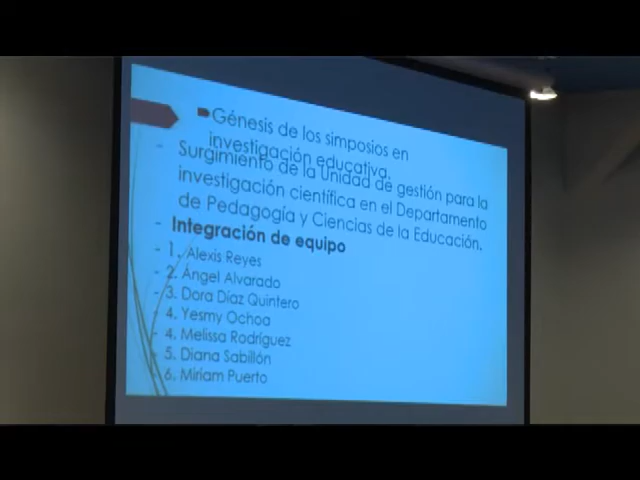 Génesis de los simposios en
investigación educativa.
- Surgimiento de la Unidad de gestión para la
investigación científica en el Departamento
de Pedagogía y Ciencias de la Educación.
- Integración de equipo
- 1. Alexis Reyes
- 2. Ángel Alvarado
- 3. Dora Díaz Quintero
- 4. Yesmy Ochoa
- 4. Melissa Rodríguez
- 5. Diana Sabillón
- 6. Miriam Puerto